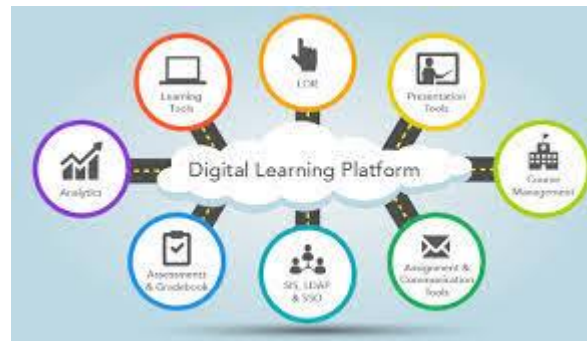 LOR
Learning
Tools
Presentation
Tools
Digital Learning Platform
Analytics
Course
Management
Assessments
& Gradebook
SIS, LDAP
& SSO
Assignment &
Communication
Tools